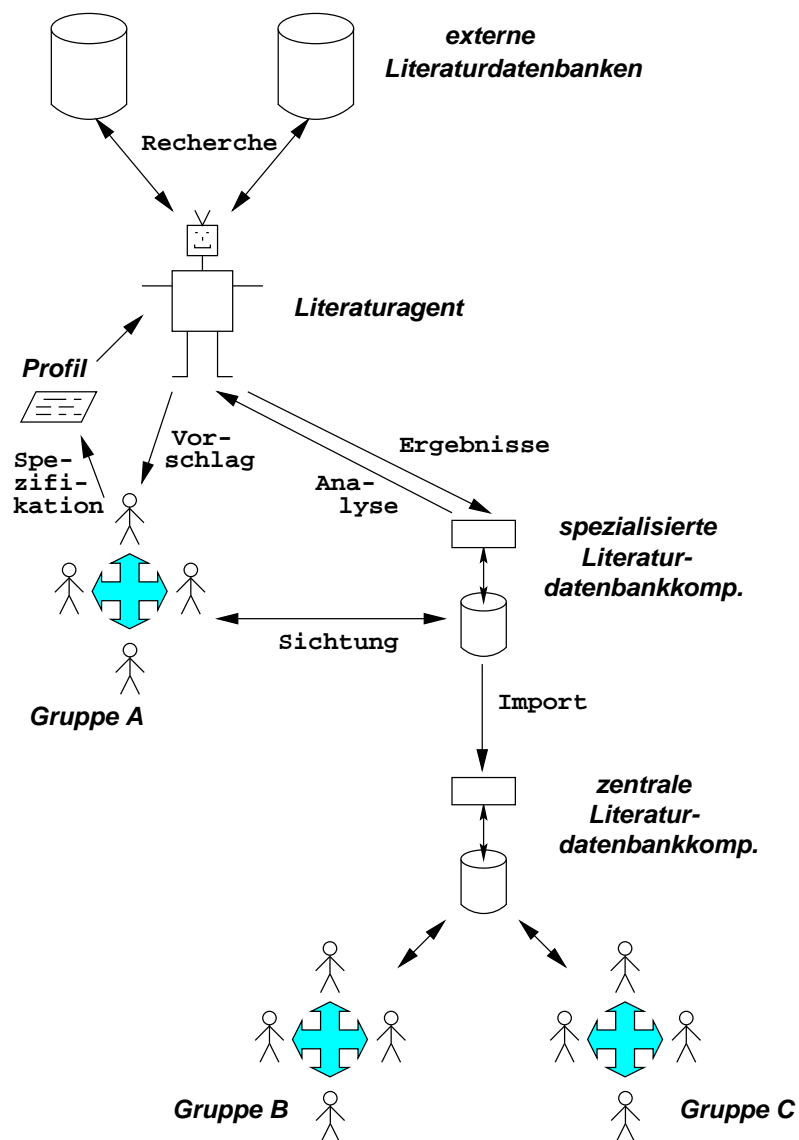 externe
Literaturdatenbanken
Recherche
Literaturagent
Profil
Vor-
schlag
Spe-
zifi-
kation
Ergebnisse
Ana-
lyse
spezialisierte
Literatur-
datenbankkomp.
Sichtung
Gruppe A
Import
zentrale
Literatur-
datenbankkomp.
Gruppe B
Gruppe C